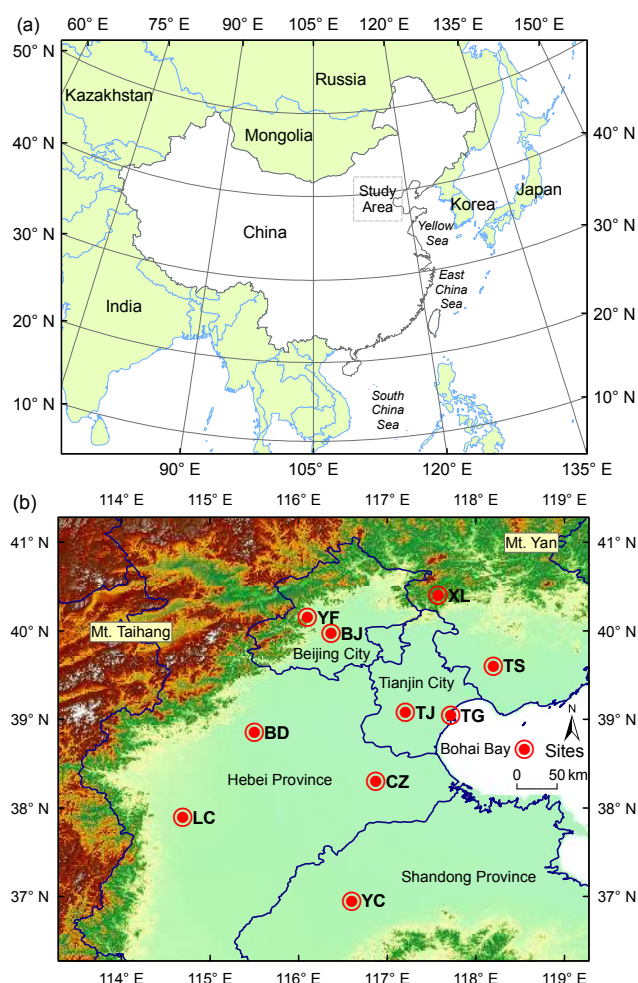 (a)
60° E 75° E 90° E 105° E 120° E 135° E 150° E
50° N
40° N
30° N
20° N
10° N
40° N
30° N
20° N
10° N
Russia
Kazakhstan
Mongolia
Study
Area
Japan
Korea
China
Yellow
Sea
East
China
Sea
India
South
China
Sea
90° E 105° E 120° E 135° E
(b)
114° E 115° E 116° E 117° E 118° E 119° E
41° N
40° N
39° N
38° N
37° N
41° N
40° N
39° N
38° N
37° N
Mt. Yan
XL
YF
Mt. Taihang
BJ
Beijing City
TS
Tianjin City
TJ
TG
N
BD
Bohai Bay
Sites
0 50 km
Hebei Province
CZ
LC
Shandong Province
YC
114° E 115° E 116° E 117° E 118° E 119° E